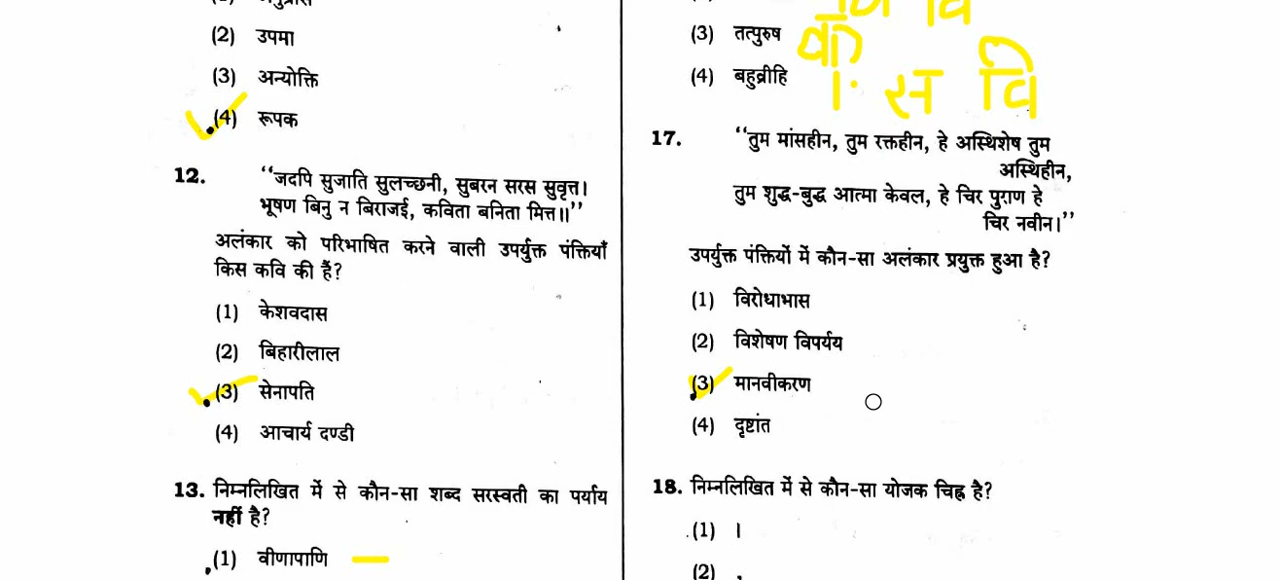 (2) उपमा
(3) अन्योक्ति
(4) रूपक
12. ‘‘जदपि सुजाति सुलच्छनी, सुबरन सरस सुवृत्त।
भूषण बिनु न बिराजई, कविता बनिता मित्त॥’’
अलंकार को परिभाषित करने वाली उपर्युक्त पंक्तियाँ
किस कवि की हैं?
(1) केशवदास
(2) बिहारीलाल
(3) सेनापति
(4) आचार्य दण्डी
13. निम्नलिखित में से कौन-सा शब्द सरस्वती का पर्याय
नहीं है?
(1) वीणापाणि
(3) तत्पुरुष
(4) बहुव्रीहि
स वि
17. ‘‘तुम मांसहीन, तुम रक्तहीन, हे अस्थिशेष तुम
अस्थिहीन,
तुम शुद्ध-बुद्ध आत्मा केवल, हे चिर पुराण हे
चिर नवीन।’’
उपर्युक्त पंक्तियों में कौन-सा अलंकार प्रयुक्त हुआ है?
(1) विरोधाभास
(2) विशेषण विपर्यय
(3) मानवीकरण
(4) दृष्टांत
18. निम्नलिखित में से कौन-सा योजक चिह्न है?
(1) ।
(2) ,